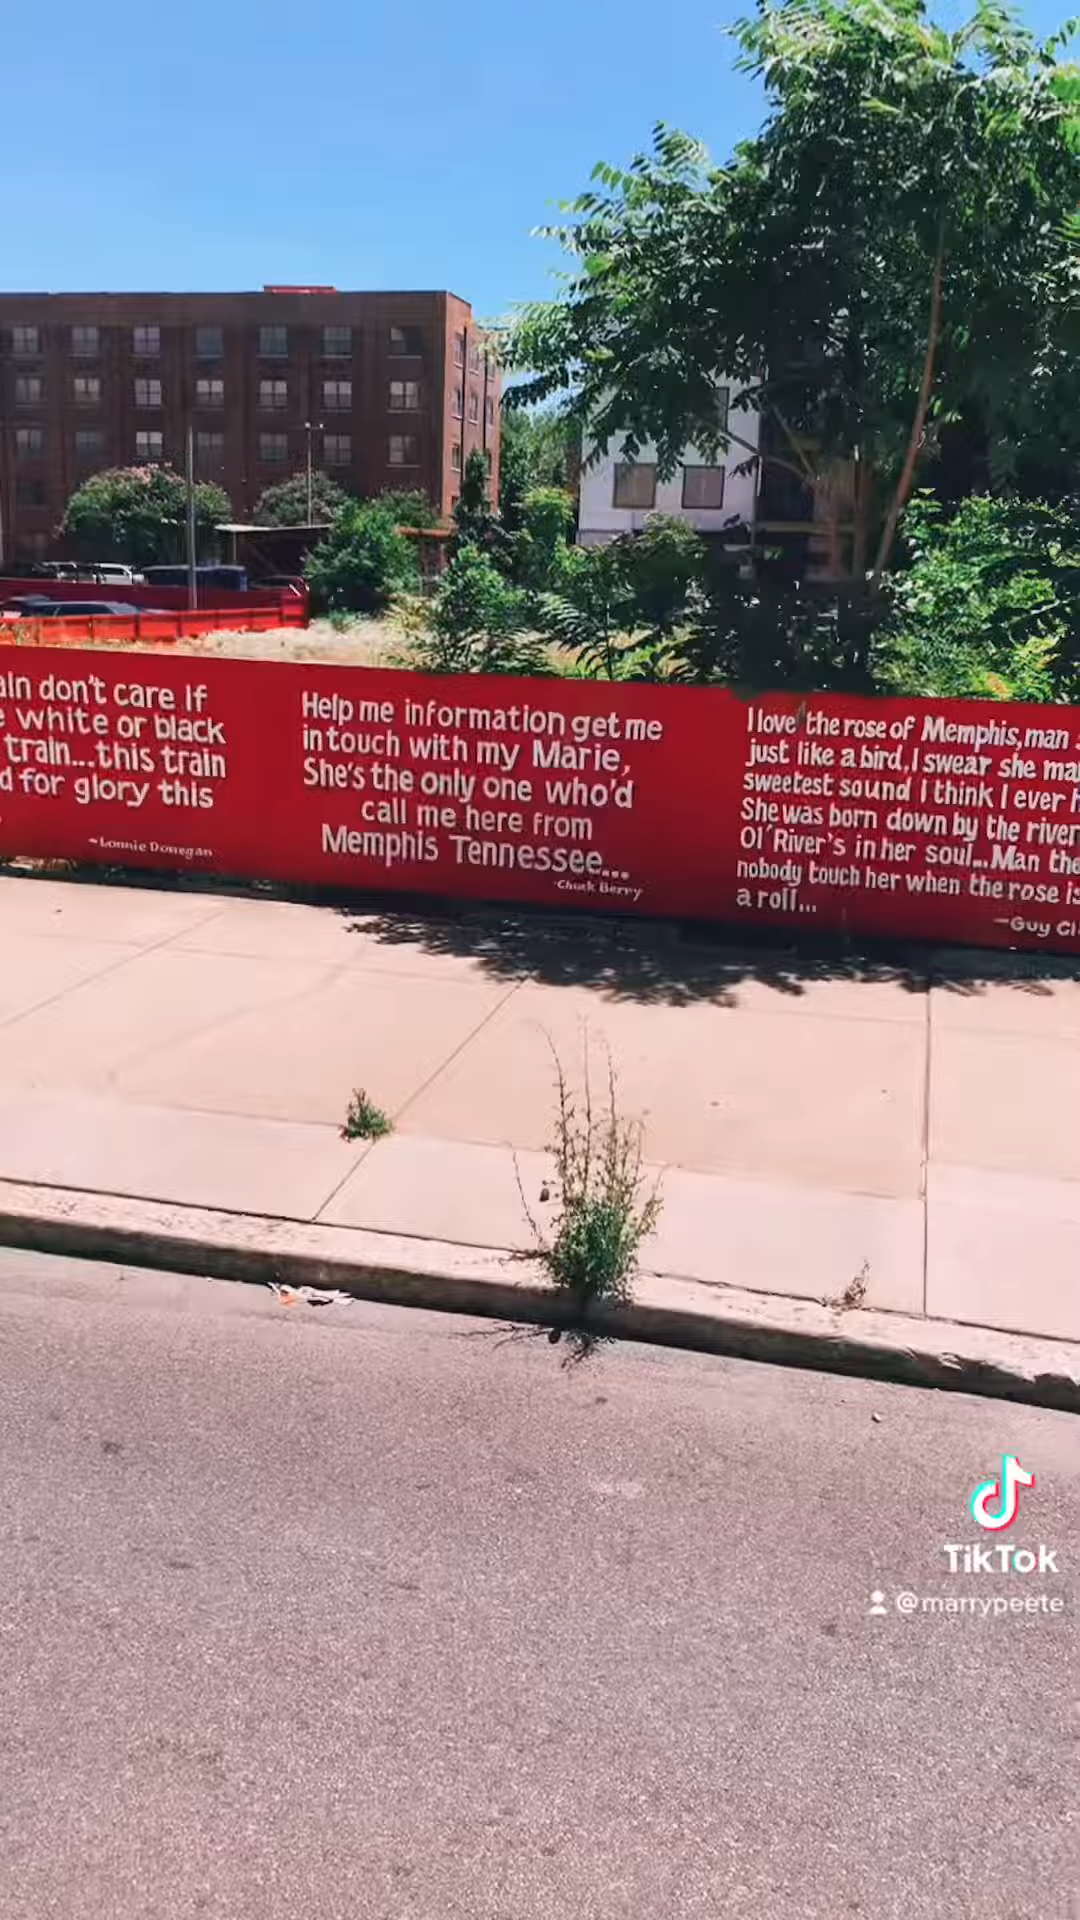 don't care If
white or black
train...this train
for glory this
~Lonnie Donegan
Help me information get me
in touch with my Marie,
She's the only one who'd
call me here from
Memphis Tennessee...
-Chuck Berry
I love the rose of Memphis, man
just like a bird, I swear she
sweetest sound I think I ever
She was born down by the river
Ol' River's in her soul...Man
nobody touch her when the rose is
a roll...
~Guy
TikTok
@marrypeete